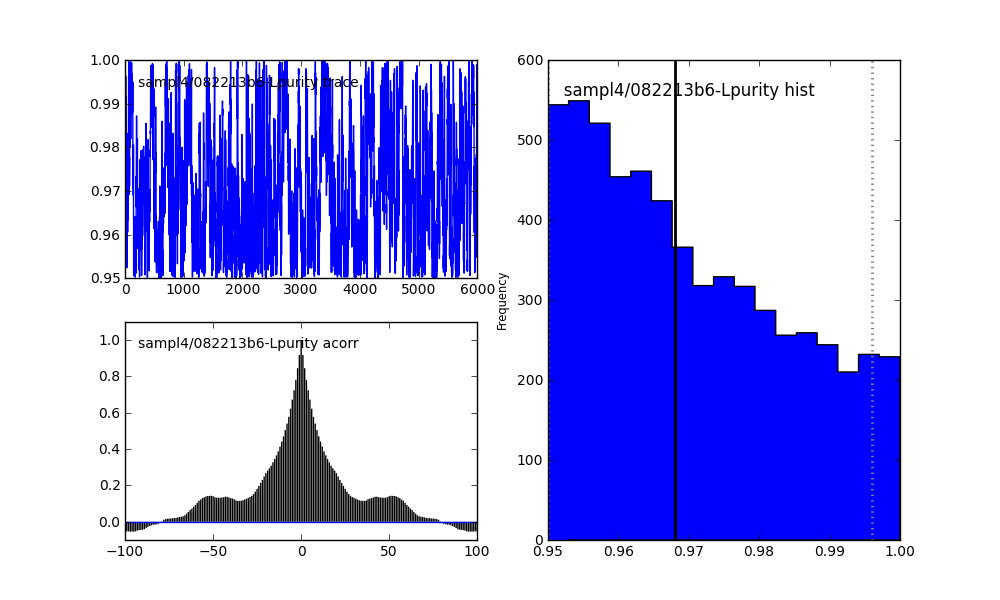 1.00
0.99
0.98
0.97
0.96
0.95
sampl4/082213b6-Lpurity trace
0 1000 2000 3000 4000 5000 6000
1.0
0.8
0.6
0.4
0.2
0.0
sampl4/082213b6-Lpurity acorr
−100 −50 0 50 100
600
500
400
300
200
100
0
Frequency
sampl4/082213b6-Lpurity hist
0.95 0.96 0.97 0.98 0.99 1.00